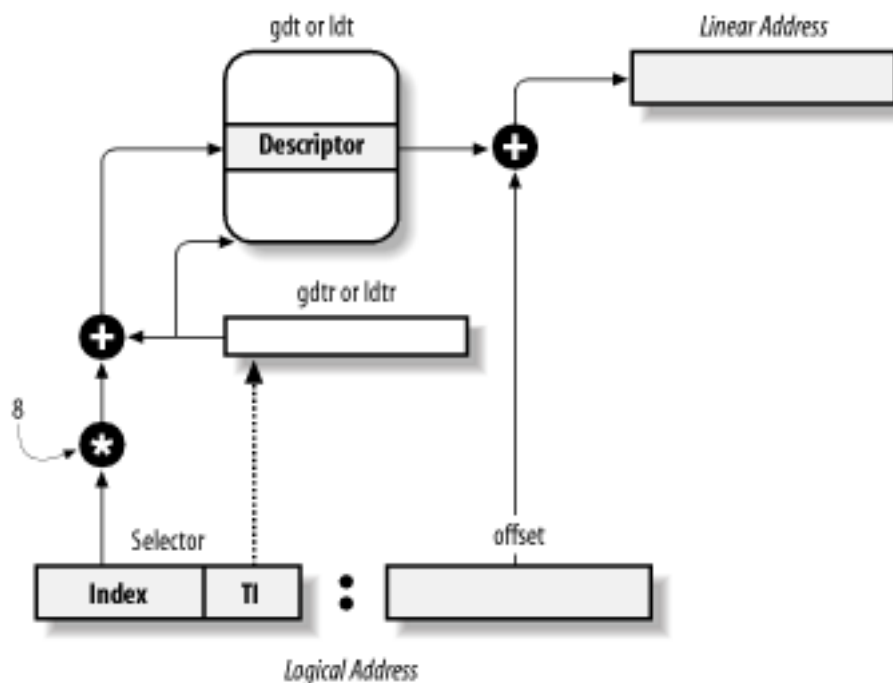 gdt or ldt
Linear Address
Descriptor
+
gdtr or ldtr
+
8
*
Selector
offset
Index
TI
:
Logical Address